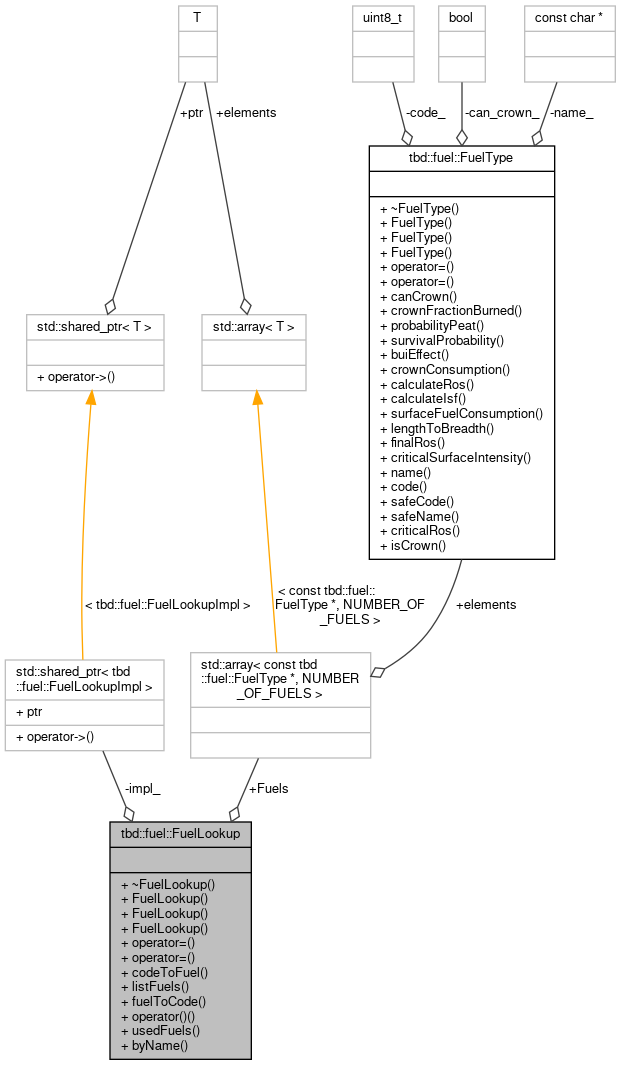 T
uint8_t
bool
const char *
+ptr
+elements
-code_
-can_crown_
-name_
tbd::fuel::FuelType
+ ~FuelType()
+ FuelType()
+ FuelType()
+ FuelType()
+ operator=()
+ operator=()
+ canCrown()
+ crownFractionBurned()
+ probabilityPeat()
+ survivalProbability()
+ buiEffect()
+ crownConsumption()
+ calculateRos()
+ calculateIsf()
+ surfaceFuelConsumption()
+ lengthToBreadth()
+ finalRos()
+ criticalSurfaceIntensity()
+ name()
+ code()
+ safeCode()
+ safeName()
+ criticalRos()
+ isCrown()
std::shared_ptr< T >
+ operator->()
std::array< T >
< tbd::fuel::FuelLookupImpl >
< const tbd::fuel::
FuelType *, NUMBER_OF
_FUELS >
+elements
std::shared_ptr< tbd
::fuel::FuelLookupImpl >
+ ptr
+ operator->()
std::array< const tbd
::fuel::FuelType *, NUMBER
_OF_FUELS >
-impl_
+Fuels
tbd::fuel::FuelLookup
+ ~FuelLookup()
+ FuelLookup()
+ FuelLookup()
+ FuelLookup()
+ operator=()
+ operator=()
+ codeToFuel()
+ listFuels()
+ fuelToCode()
+ operator()()
+ usedFuels()
+ byName()